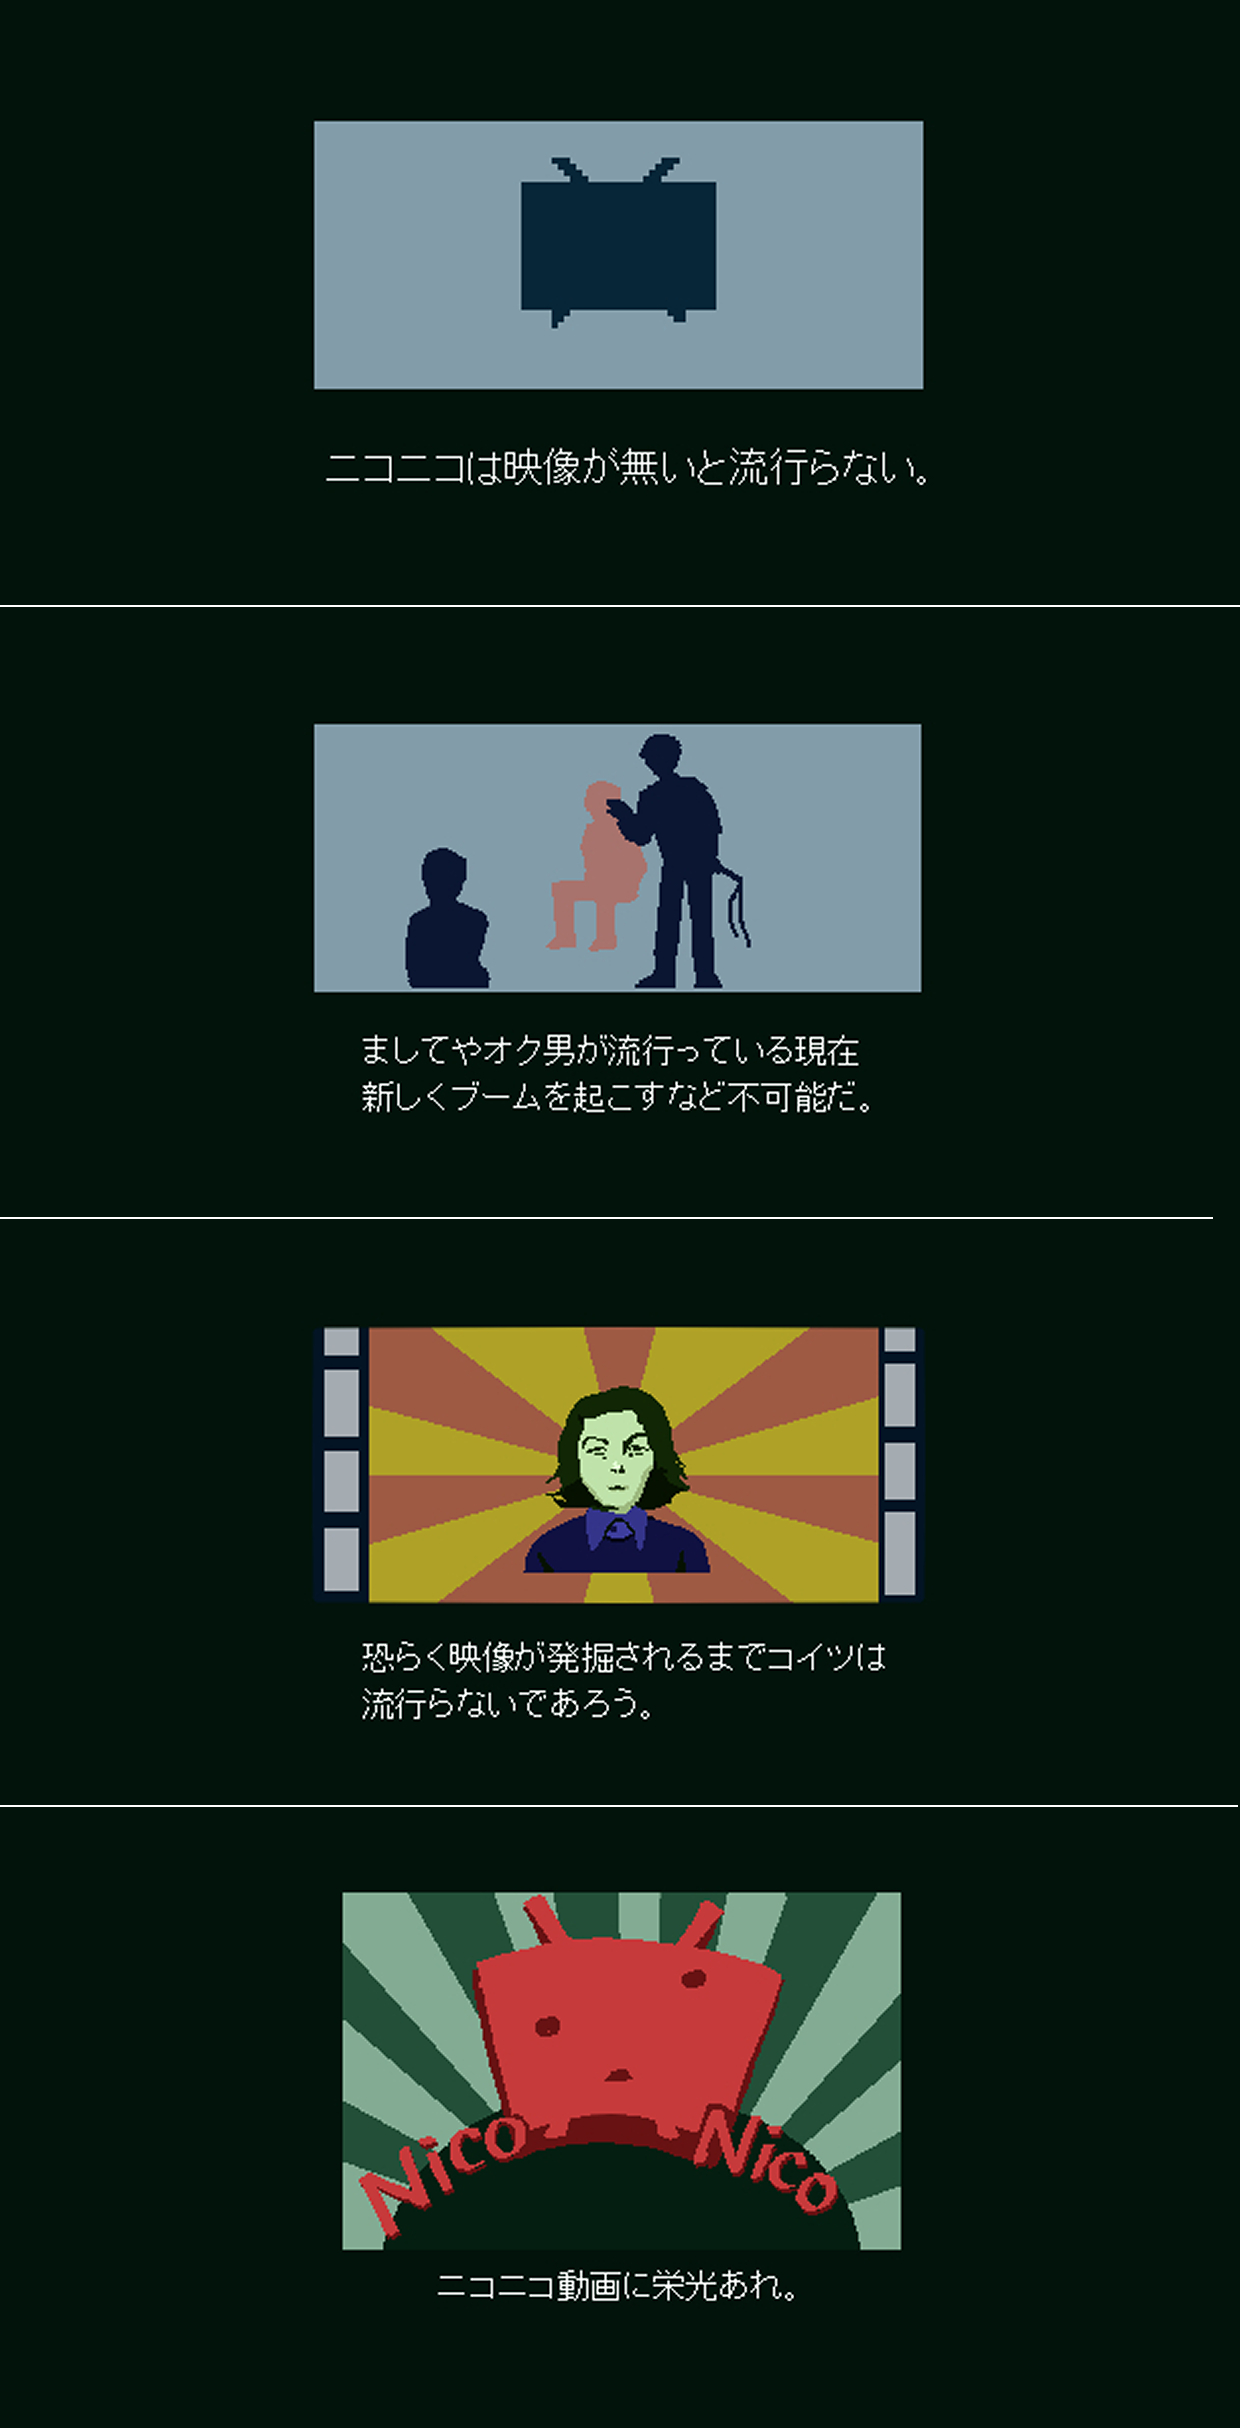 ニコニコは映像が無いと流行らない。
ましてやオク男が流行っている現在
新しくブームを起こすなど不可能だ。
恐らく映像が発掘されるまでコイツは
流行らないであろう。
Nico Nico
ニコニコ動画に栄光あれ。